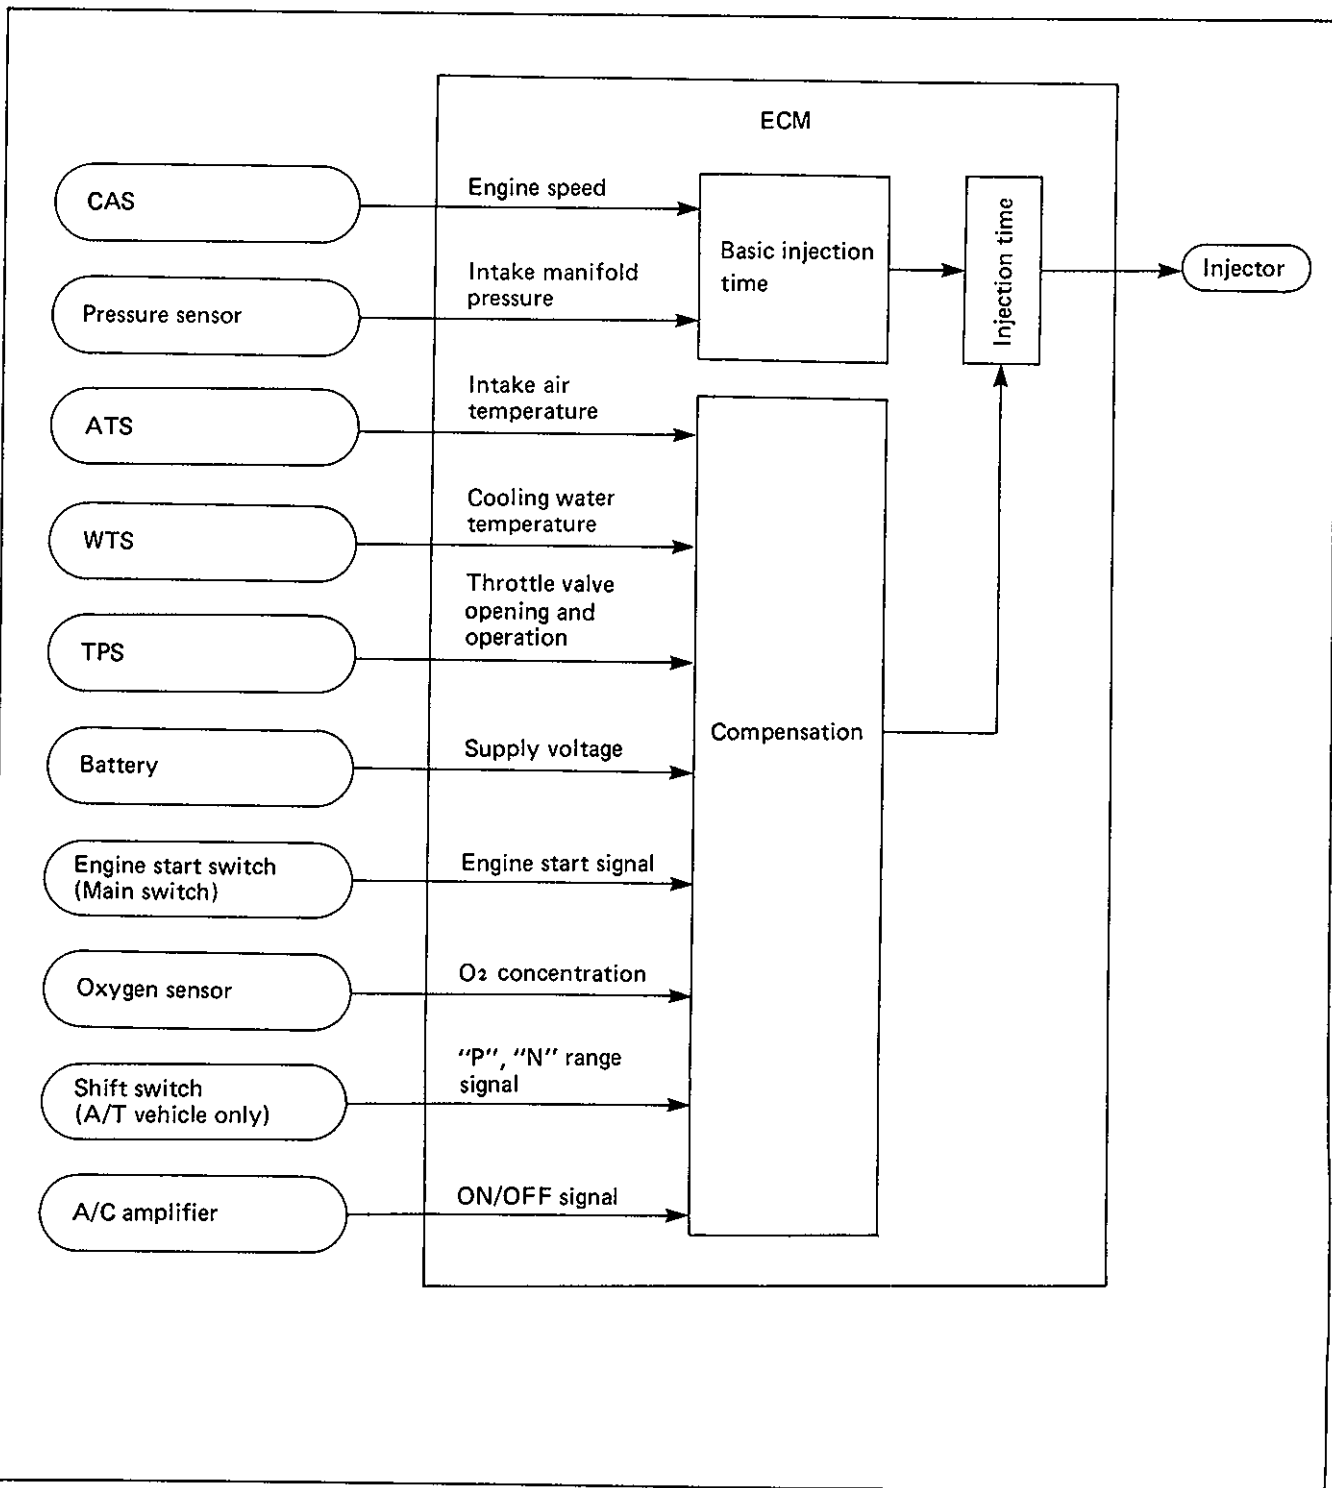 ECM
CAS
Engine speed
Basic injection
time
Injection time
Injector
Pressure sensor
Intake manifold
pressure
ATS
Intake air
temperature
WTS
Cooling water
temperature
TPS
Throttle valve
opening and
operation
Compensation
Battery
Supply voltage
Engine start switch
(Main switch)
Engine start signal
Oxygen sensor
O2 concentration
Shift switch
(A/T vehicle only)
"P", "N" range
signal
A/C amplifier
ON/OFF signal